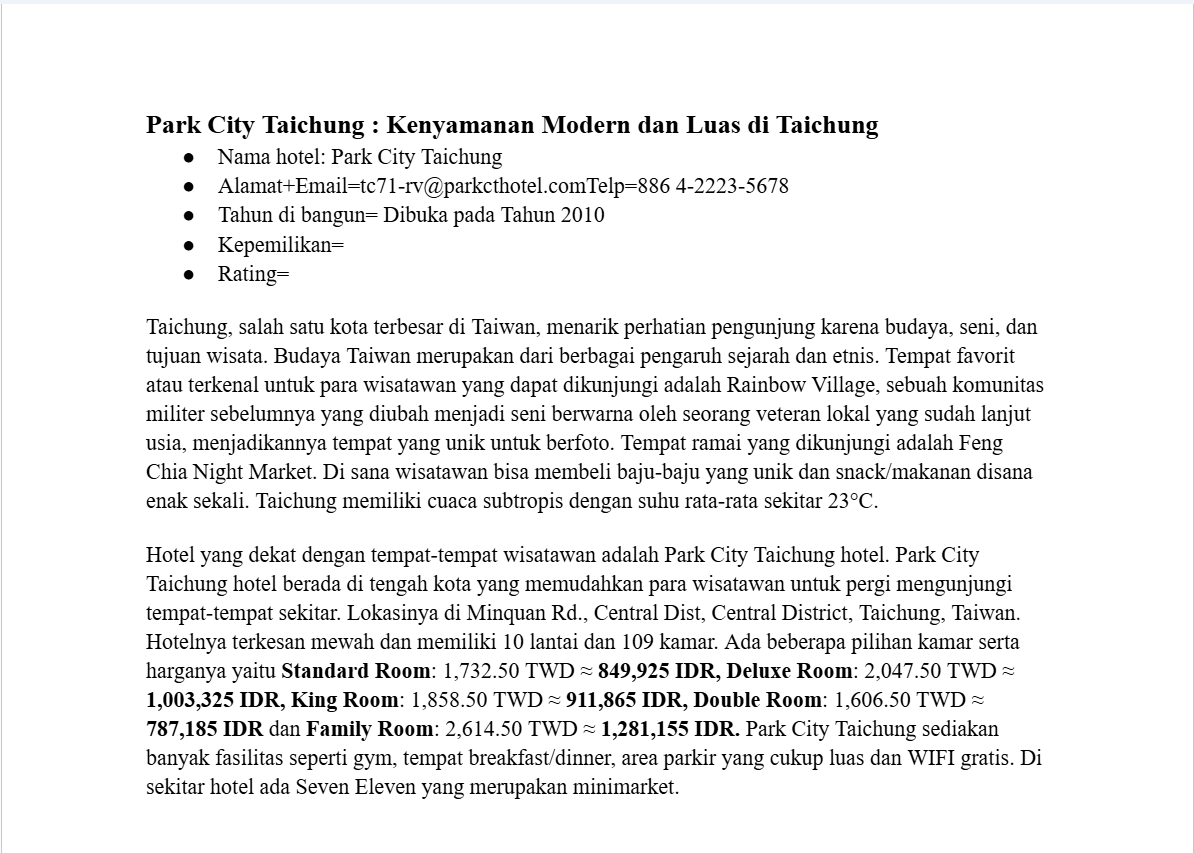 Park City Taichung : Kenyamanan Modern dan Luas di Taichung
● Nama hotel: Park City Taichung
● Alamat+Email=tc71-rv@parkcthotel.comTelp=886 4-2223-5678
● Tahun di bangun= Dibuka pada Tahun 2010
● Kepemilikan=
● Rating=
Taichung, salah satu kota terbesar di Taiwan, menarik perhatian pengunjung karena budaya, seni, dan
tujuan wisata. Budaya Taiwan merupakan dari berbagai pengaruh sejarah dan etnis. Tempat favorit
atau terkenal untuk para wisatawan yang dapat dikunjungi adalah Rainbow Village, sebuah komunitas
militer sebelumnya yang diubah menjadi seni berwarna oleh seorang veteran lokal yang sudah lanjut
usia, menjadikannya tempat yang unik untuk berfoto. Tempat ramai yang dikunjungi adalah Feng
Chia Night Market. Di sana wisatawan bisa membeli baju-baju yang unik dan snack/makanan disana
enak sekali. Taichung memiliki cuaca subtropis dengan suhu rata-rata sekitar 23°C.
Hotel yang dekat dengan tempat-tempat wisatawan adalah Park City Taichung hotel. Park City
Taichung hotel berada di tengah kota yang memudahkan para wisatawan untuk pergi mengunjungi
tempat-tempat sekitar. Lokasinya di Minquan Rd., Central Dist, Central District, Taichung, Taiwan.
Hotelnya terkesan mewah dan memiliki 10 lantai dan 109 kamar. Ada beberapa pilihan kamar serta
harganya yaitu Standard Room: 1,732.50 TWD ≈ 849,925 IDR, Deluxe Room: 2,047.50 TWD ≈
1,003,325 IDR, King Room: 1,858.50 TWD ≈ 911,865 IDR, Double Room: 1,606.50 TWD ≈
787,185 IDR dan Family Room: 2,614.50 TWD ≈ 1,281,155 IDR. Park City Taichung sediakan
banyak fasilitas seperti gym, tempat breakfast/dinner, area parkir yang cukup luas dan WIFI gratis. Di
sekitar hotel ada Seven Eleven yang merupakan minimarket.